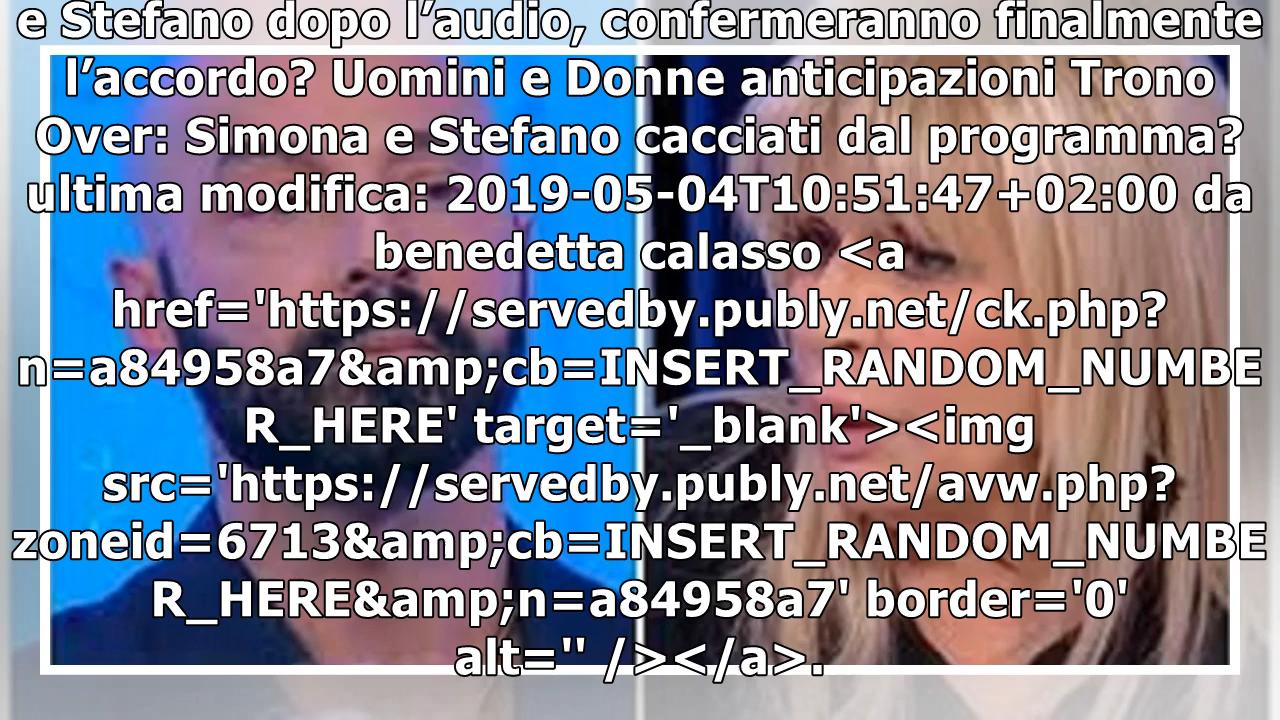 e Stefano dopo l’audio, confermeranno finalmente
l’accordo? Uomini e Donne anticipazioni Trono
Over: Simona e Stefano cacciati dal programma?
ultima modifica: 2019-05-04T10:51:47+02:00 da
benedetta calasso <a
href='https://servedby.publy.net/ck.php?
n=a84958a7&amp;cb=INSERT_RANDOM_NUMBE
R_HERE' target='_blank'><img
src='https://servedby.publy.net/avw.php?
zoneid=6713&amp;cb=INSERT_RANDOM_NUMBE
R_HERE&amp;n=a84958a7' border='0'
alt='' /></a>.